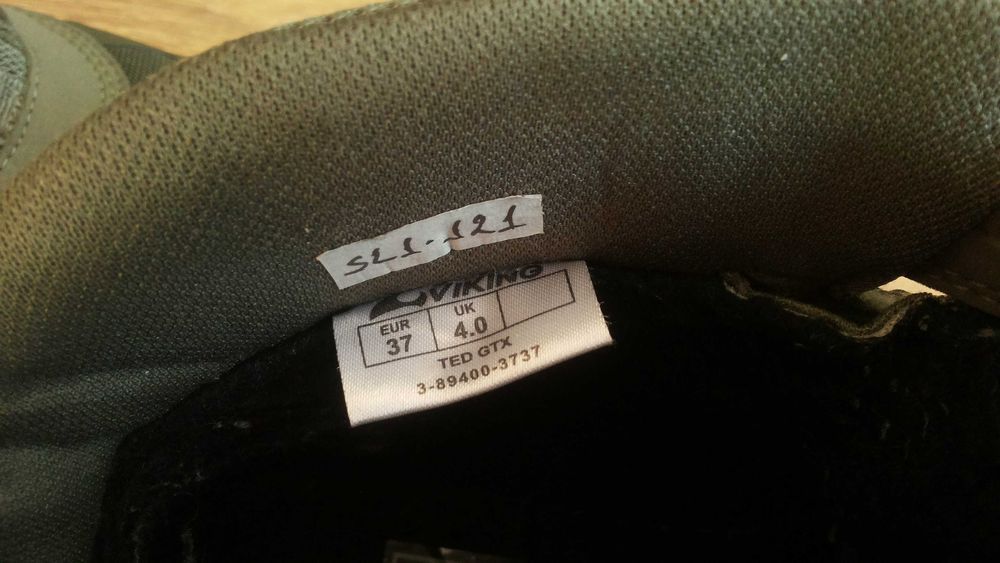 SL1-121
VIKING
EUR UK
37 4.0
TED GTX
3-89400-3737